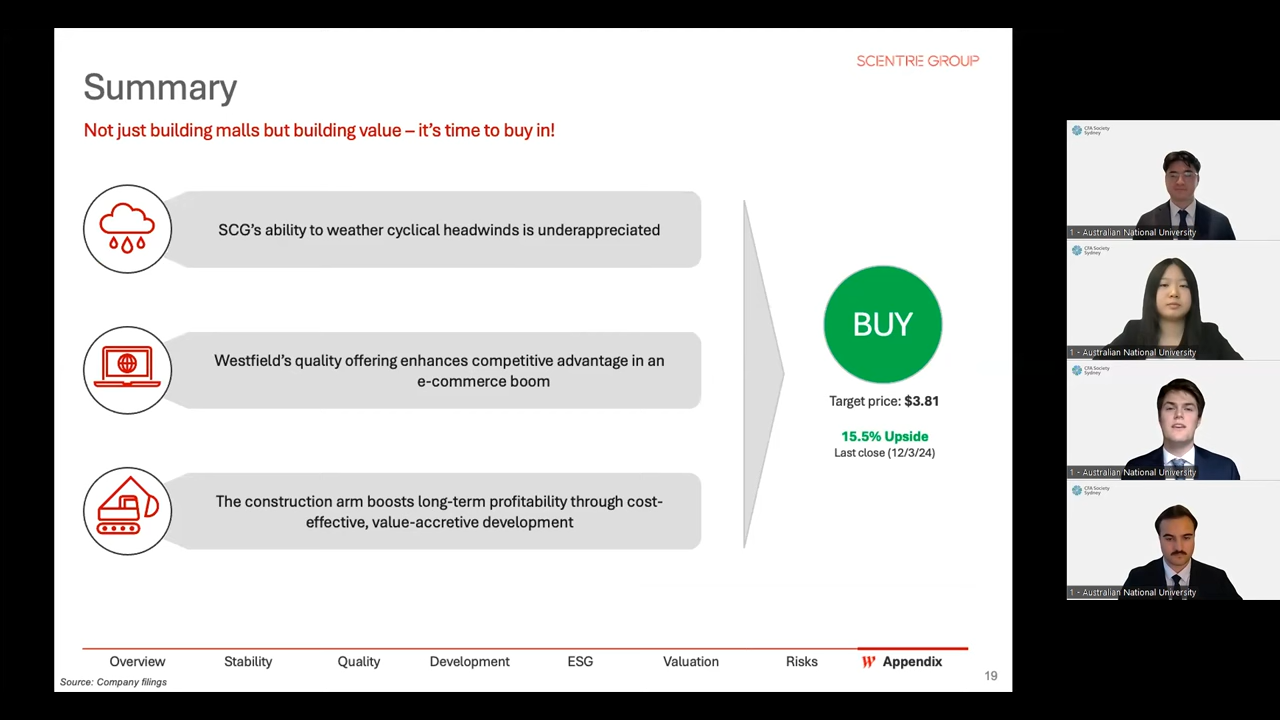 SCENTRE GROUP
Summary
Not just building malls but building value – it's time to buy in!
SCG's ability to weather cyclical headwinds is underappreciated
Westfield's quality offering enhances competitive advantage in an
e-commerce boom
The construction arm boosts long-term profitability through cost-
effective, value-accretive development
BUY
Target price: $3.81
15.5% Upside
Last close (12/3/24)
Overview Stability Quality Development ESG Valuation Risks Appendix
Source: Company filings
19
CFA Society
Sydney
1 - Australian National University
CFA Society
Sydney
1 - Australian National University
CFA Society
Sydney
1 - Australian National University
CFA Society
Sydney
1 - Australian National University